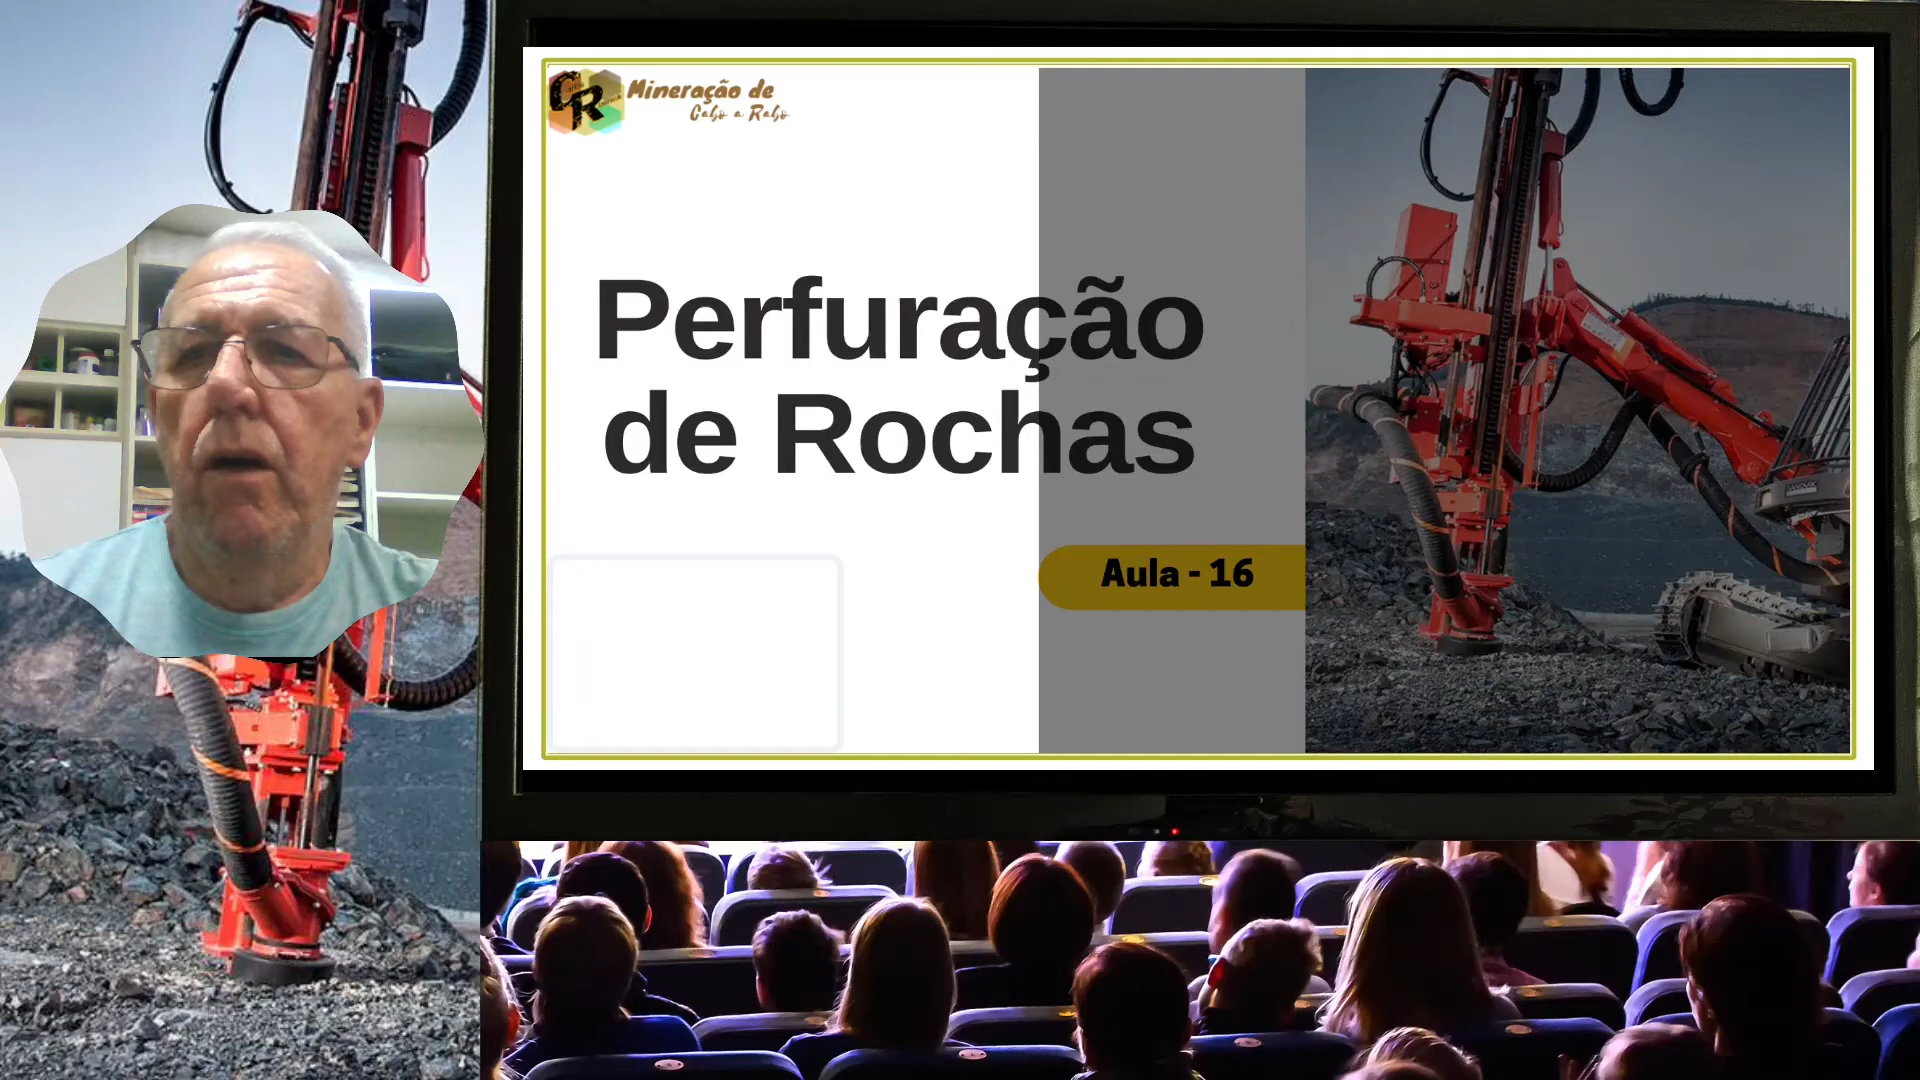 Mineração de
Cabo a Rabo
Perfuração
de Rochas
Aula - 16